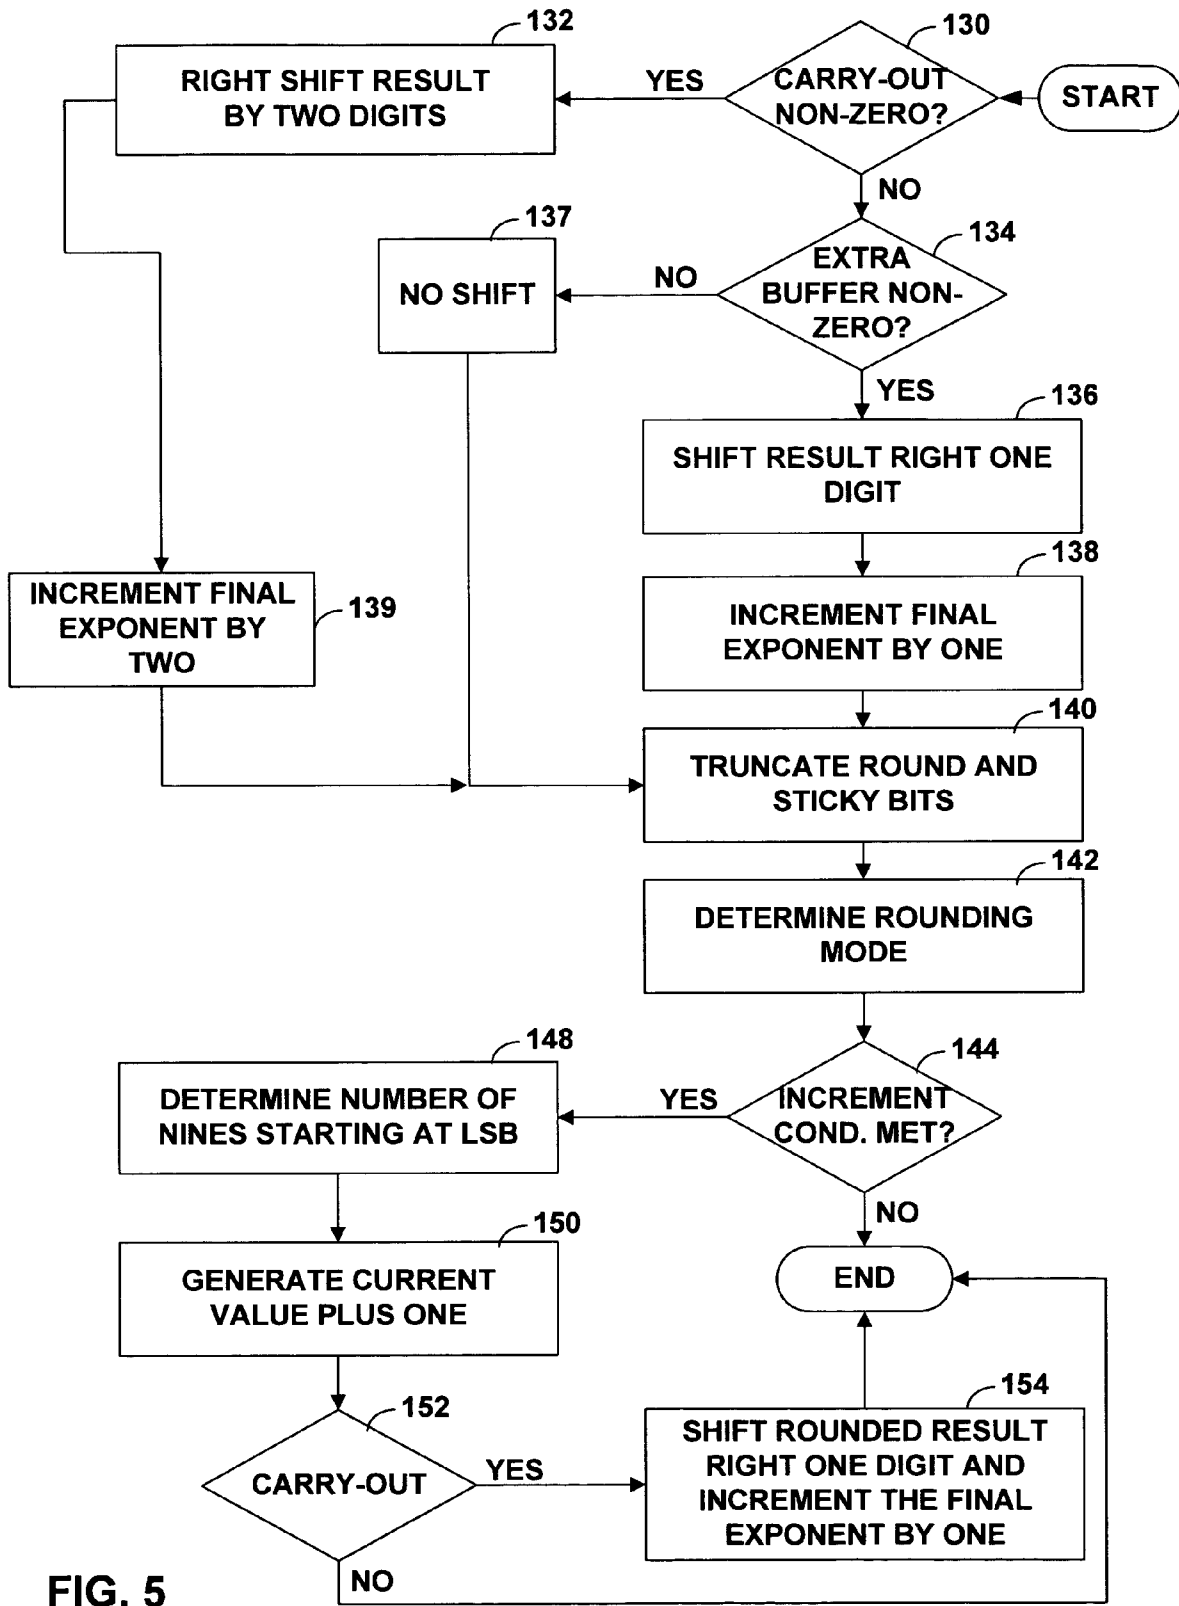 132
130
RIGHT SHIFT RESULT
BY TWO DIGITS
YES
CARRY-OUT
NON-ZERO?
START
NO
137
134
NO SHIFT
NO
EXTRA
BUFFER NON-
ZERO?
YES
136
SHIFT RESULT RIGHT ONE
DIGIT
138
INCREMENT FINAL
EXPONENT BY
TWO
139
INCREMENT FINAL
EXPONENT BY ONE
140
TRUNCATE ROUND AND
STICKY BITS
142
DETERMINE ROUNDING
MODE
148
144
DETERMINE NUMBER OF
NINES STARTING AT LSB
YES
INCREMENT
COND. MET?
NO
150
GENERATE CURRENT
VALUE PLUS ONE
END
152
154
CARRY-OUT
YES
SHIFT ROUNDED RESULT
RIGHT ONE DIGIT AND
INCREMENT THE FINAL
EXPONENT BY ONE
NO
FIG. 5